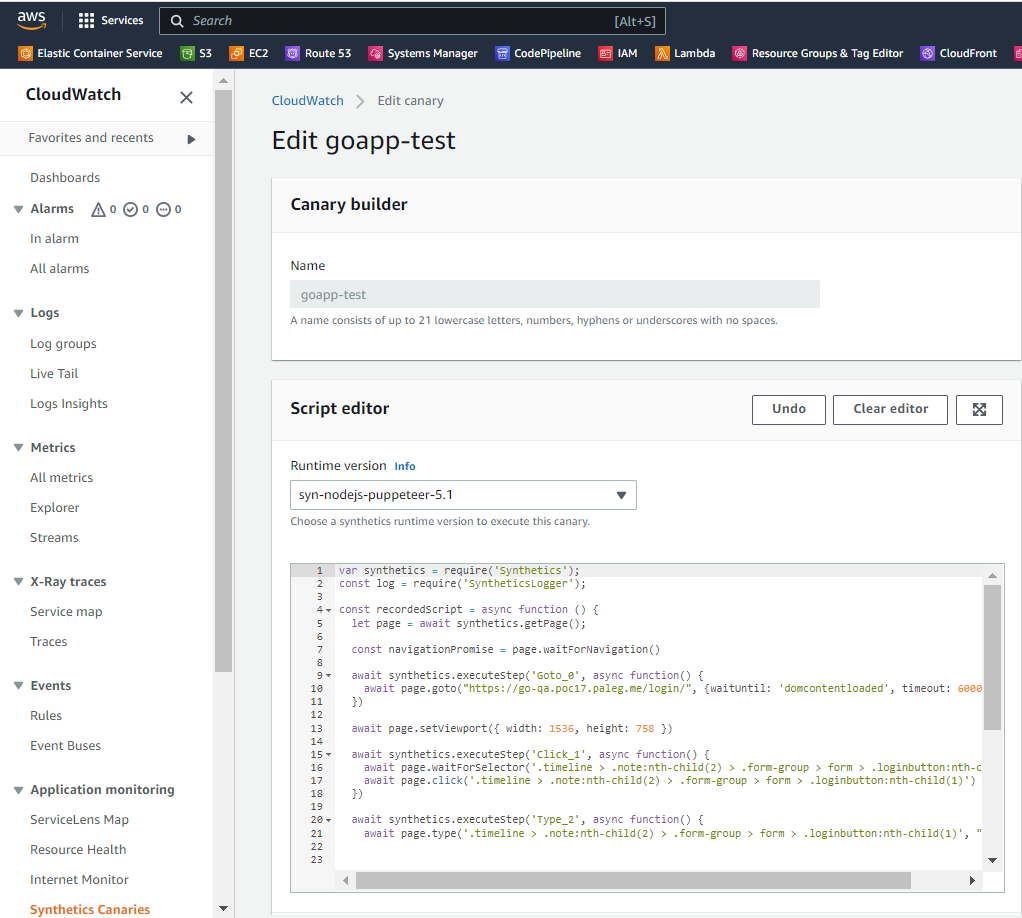 aws Services Search [Alt+S]
Elastic Container Service S3 EC2 Route 53 Systems Manager CodePipeline IAM Lambda Resource Groups & Tag Editor CloudFront
CloudWatch
Favorites and recents
Dashboards
Alarms 0 0 0
In alarm
All alarms
Logs
Log groups
Live Tail
Logs Insights
Metrics
All metrics
Explorer
Streams
X-Ray traces
Service map
Traces
Events
Rules
Event Buses
Application monitoring
ServiceLens Map
Resource Health
Internet Monitor
Synthetics Canaries
CloudWatch Edit canary
Edit goapp-test
Canary builder
Name
goapp-test
A name consists of up to 21 lowercase letters, numbers, hyphens or underscores with no spaces.
Script editor
Undo Clear editor
Runtime version Info
syn-nodejs-puppeteer-5.1
Choose a synthetics runtime version to execute this canary.
1 var synthetics = require('Synthetics');
2 const log = require('SyntheticsLogger');
3
4 const recordedScript = async function () {
5 let page = await synthetics.getPage();
6
7 const navigationPromise = page.waitForNavigation()
8
9 await synthetics.executeStep('Goto_0', async function() {
10 await page.goto("https://go-qa.poc17.paleg.me/login/", {waitUntil: 'domcontentloaded', timeout: 6000
11 })
12
13 await page.setViewport({ width: 1536, height: 758 })
14
15 await synthetics.executeStep('Click_1', async function() {
16 await page.waitForSelector('.timeline > .note:nth-child(2) > .form-group > form > .loginbutton:nth-c
17 await page.click('.timeline > .note:nth-child(2) > .form-group > form > .loginbutton:nth-child(1)')
18 })
19
20 await synthetics.executeStep('Type_2', async function() {
21 await page.type('.timeline > .note:nth-child(2) > .form-group > form > .loginbutton:nth-child(1)', "
22
23